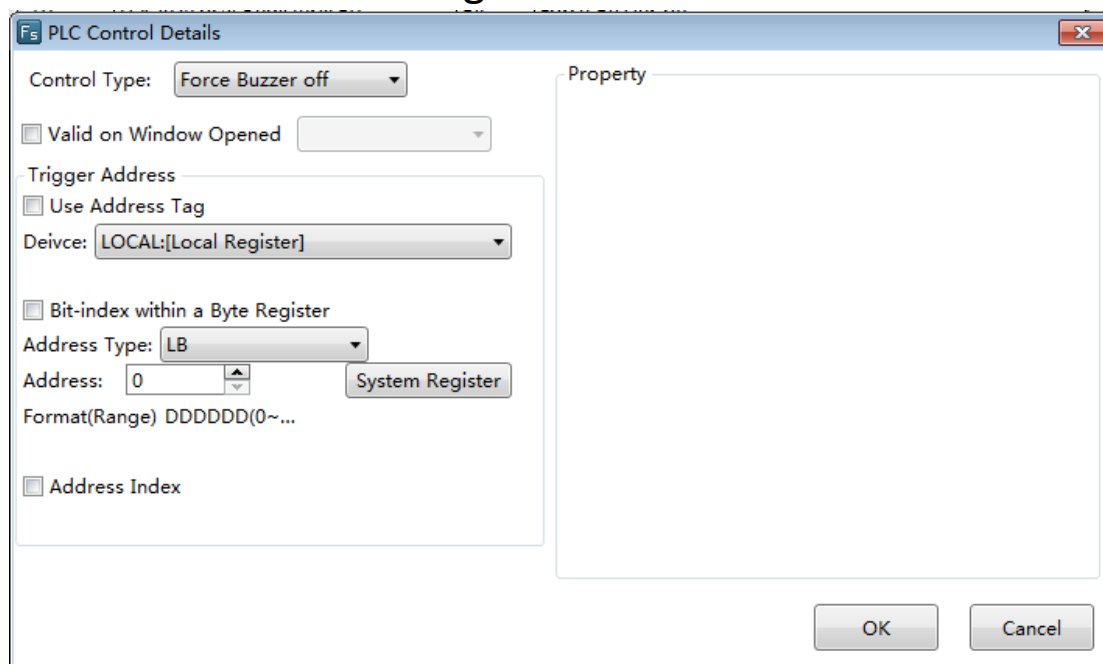 Fs PLC Control Details
Control Type: Force Buzzer off
Property
Valid on Window Opened
Trigger Address
Use Address Tag
Deivce: LOCAL:[Local Register]
Bit-index within a Byte Register
Address Type: LB
Address: 0 System Register
Format(Range) DDDDDD(0~...
Address Index
OK Cancel